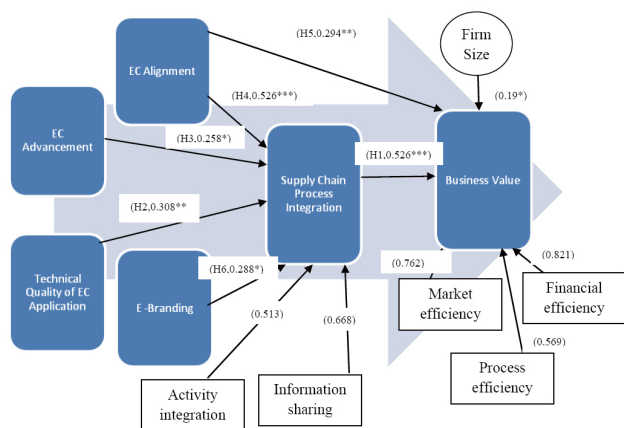 (H5,0.294**)
Firm
Size
EC Alignment
(H4,0.526***)
(0.19*)
EC
Advancement
(H3,0.258*)
(H1,0.526***)
Supply Chain
Process
Integration
Business Value
(H2,0.308**
Technical
Quality of EC
Application
E -Branding
(H6,0.288*)
(0.762)
(0.821)
Market
efficiency
Financial
efficiency
(0.513)
(0.668)
(0.569)
Activity
integration
Information
sharing
Process
efficiency